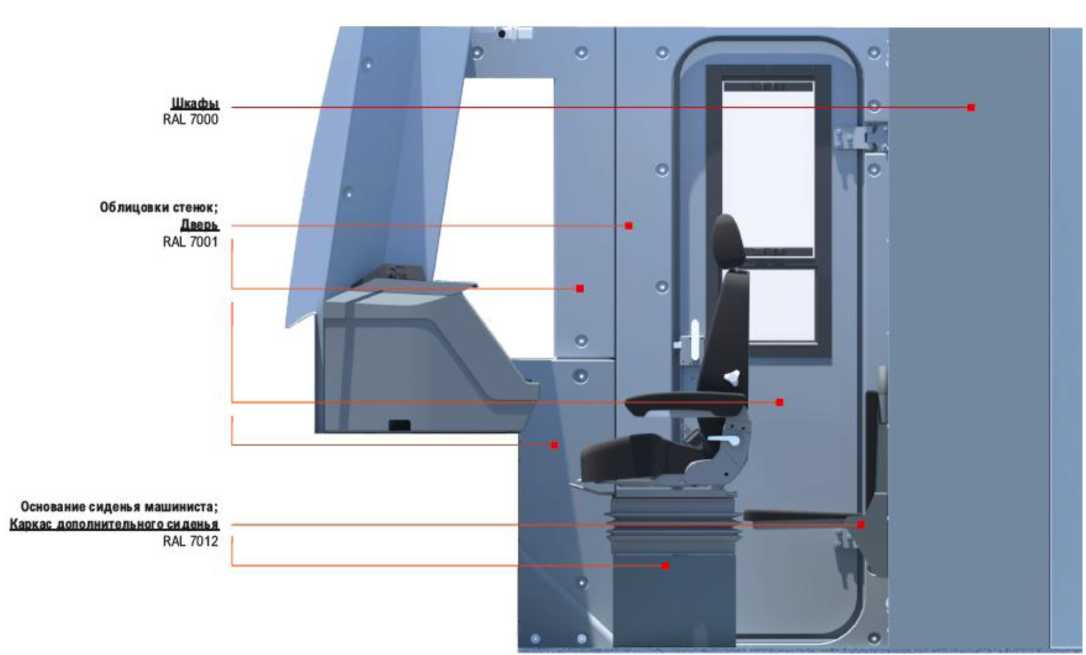 Шкафы
RAL 7000
Облицовки стенок;
Дверь
RAL 7001
Основание сиденья машиниста;
Каркас дополнительного сиденья
RAL 7012